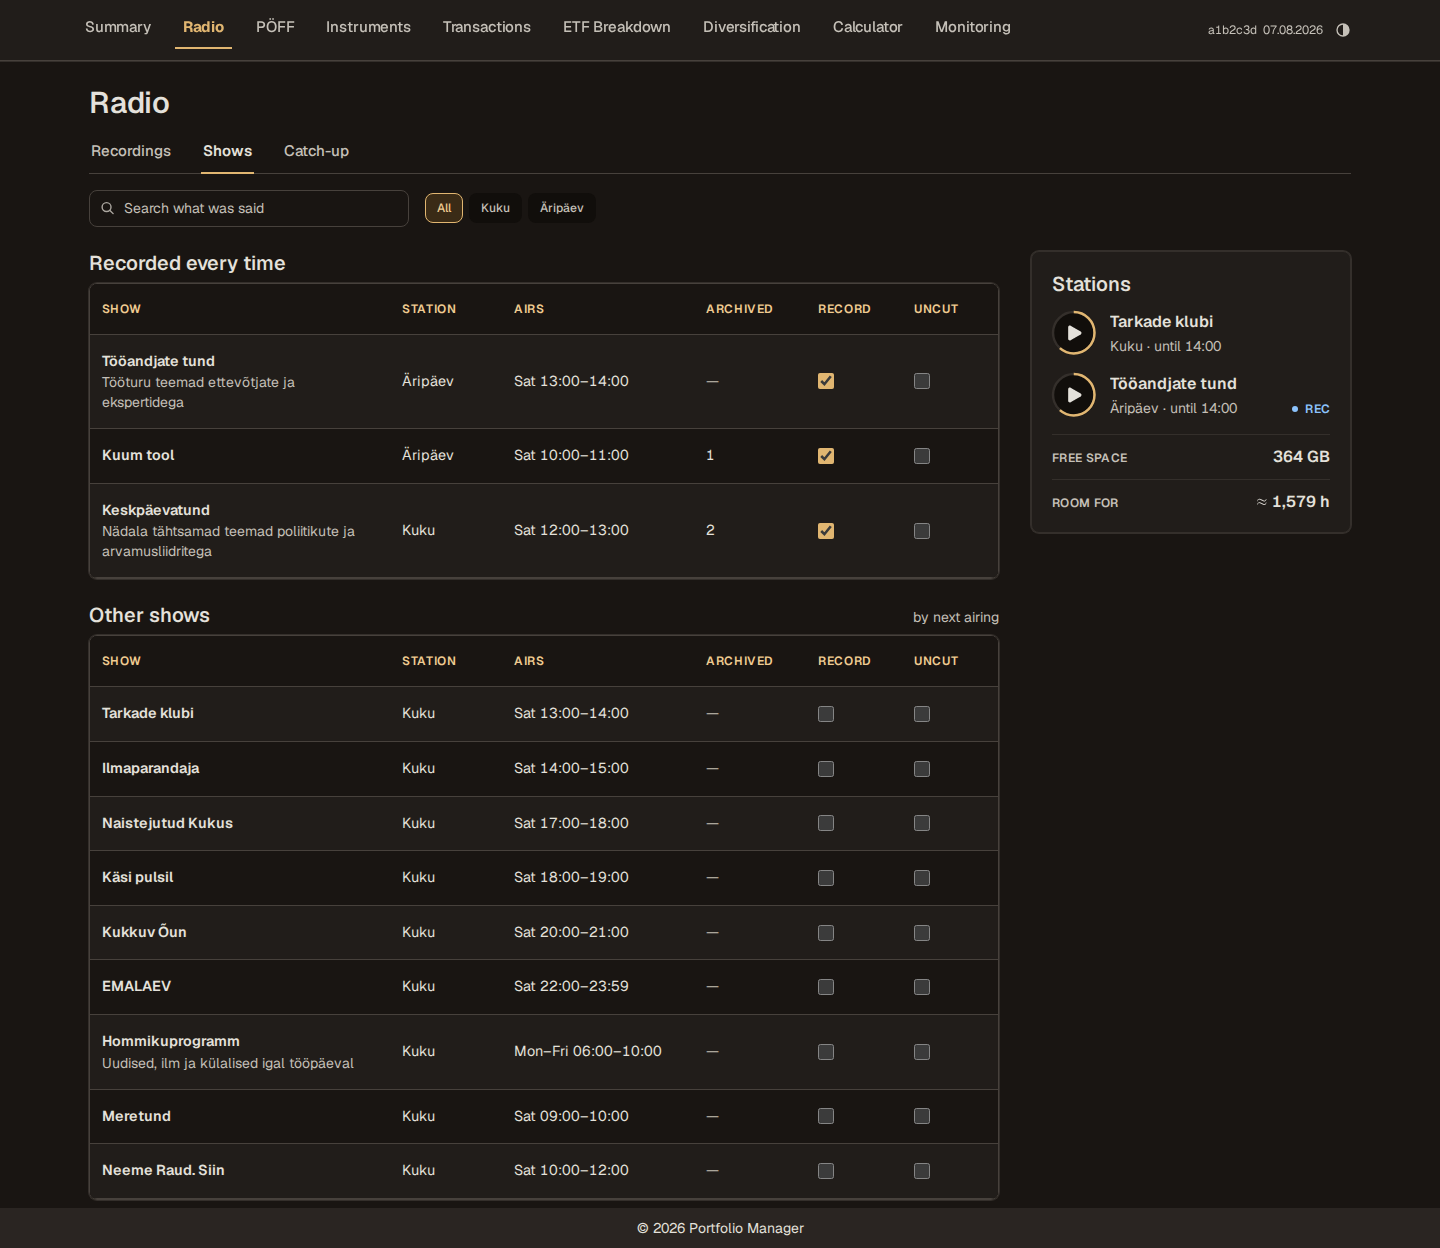 Summary Radio PÖFF Instruments Transactions ETF Breakdown Diversification Calculator Monitoring a1b2c3d 07.08.2026
Radio
Recordings Shows Catch-up
Search what was said All Kuku Äripäev
Recorded every time
SHOW STATION AIRS ARCHIVED RECORD UNCUT
Tööandjate tund
Tööturu teemad ettevõtjate ja
ekspertidega
Äripäev Sat 13:00–14:00 —
Kuum tool Äripäev Sat 10:00–11:00 1
Keskpäevatund
Nädala tähtsamad teemad poliitikute ja
arvamusliidritega
Kuku Sat 12:00–13:00 2
Other shows by next airing
SHOW STATION AIRS ARCHIVED RECORD UNCUT
Tarkade klubi Kuku Sat 13:00–14:00 —
Ilmaparandaja Kuku Sat 14:00–15:00 —
Naistejutud Kukus Kuku Sat 17:00–18:00 —
Käsi pulsil Kuku Sat 18:00–19:00 —
Kukkuv Õun Kuku Sat 20:00–21:00 —
EMALAEV Kuku Sat 22:00–23:59 —
Hommikuprogramm
Uudised, ilm ja külalised igal tööpäeval
Kuku Mon–Fri 06:00–10:00 —
Meretund Kuku Sat 09:00–10:00 —
Neeme Raud. Siin Kuku Sat 10:00–12:00 —
Stations
Tarkade klubi
Kuku · until 14:00
Tööandjate tund
Äripäev · until 14:00 REC
FREE SPACE 364 GB
ROOM FOR ≈ 1,579 h
© 2026 Portfolio Manager